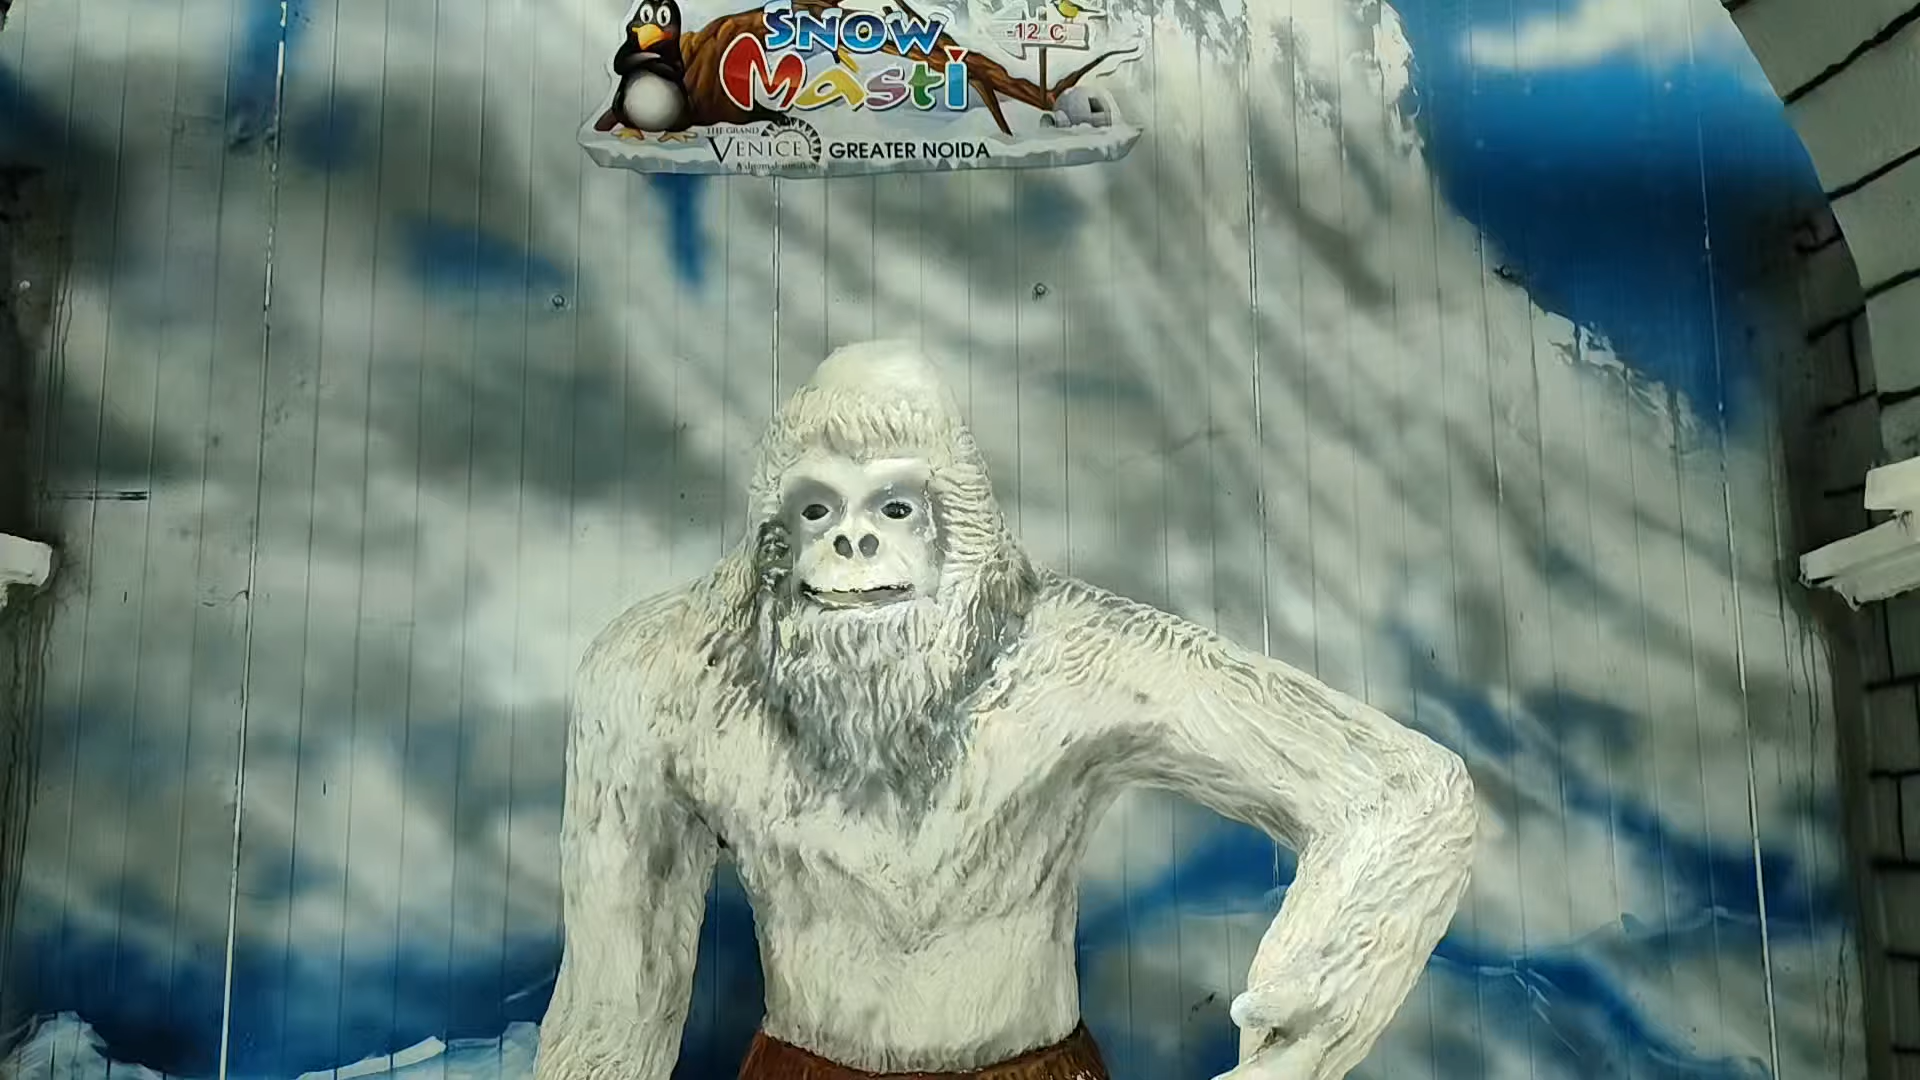 SNOW
Masti
-12°C
THE GRAND
VENICE
GREATER NOIDA